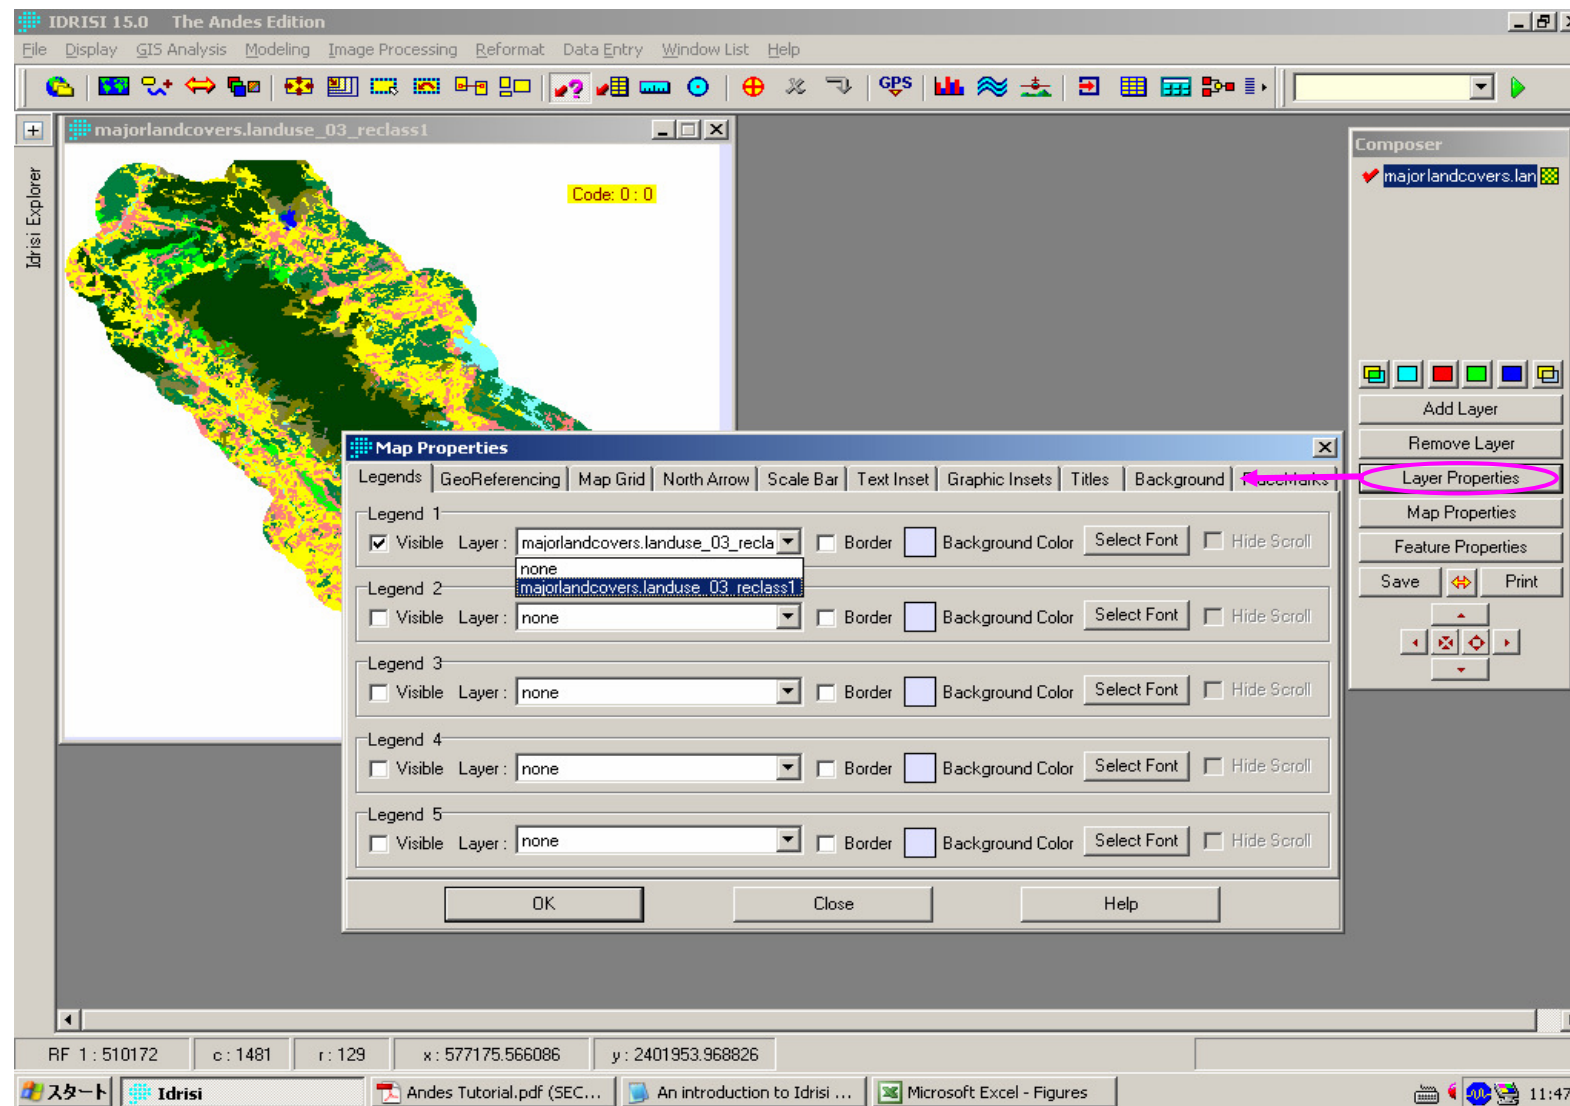 IDRISI 15.0 The Andes Edition
File Display GIS Analysis Modeling Image Processing Reformat Data Entry Window List Help
GPS
Idrisi Explorer
majorlandcovers.landuse_03_reclass1
Code: 0 : 0
Composer
majorlandcovers.lan
Add Layer
Remove Layer
Layer Properties
Map Properties
Feature Properties
Save Print
Map Properties
Legends GeoReferencing Map Grid North Arrow Scale Bar Text Inset Graphic Insets Titles Background PlaceMarks
Legend 1
Visible Layer : majorlandcovers.landuse_03_recla Border Background Color Select Font Hide Scroll
none
majorlandcovers.landuse_03_reclass1
Legend 2
Visible Layer : none Border Background Color Select Font Hide Scroll
Legend 3
Visible Layer : none Border Background Color Select Font Hide Scroll
Legend 4
Visible Layer : none Border Background Color Select Font Hide Scroll
Legend 5
Visible Layer : none Border Background Color Select Font Hide Scroll
OK Close Help
RF 1 : 510172 c : 1481 r : 129 x : 577175.566086 y : 2401953.968826
スタート Idrisi Andes Tutorial.pdf (SEC... An introduction to Idrisi ... Microsoft Excel - Figures 11:47